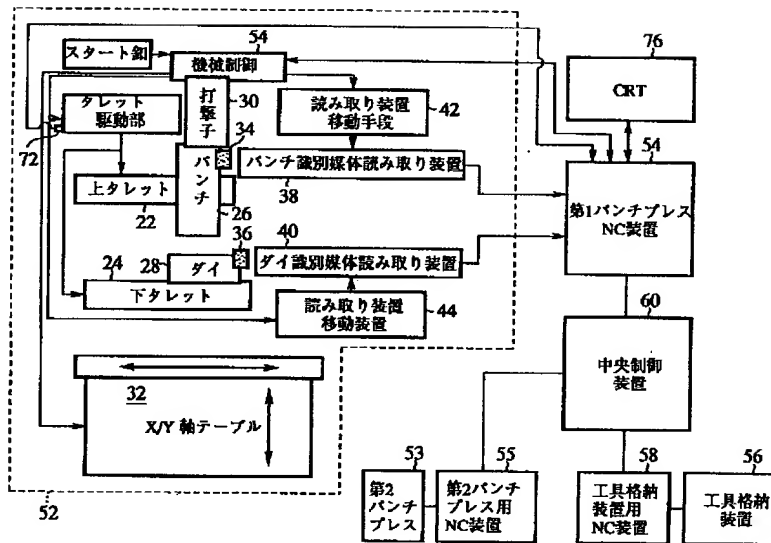 スタート釦
54
機械制御
76
CRT
タレット
駆動部
72
打撃子
30
読み取り装置
移動手段
42
34
パンチ
パンチ識別媒体読み取り装置
38
54
第1パンチプレス
NC装置
上タレット
22
26
36
40
ダイ識別媒体読み取り装置
24
28
ダイ
下タレット
読み取り装置
移動装置
44
60
中央制御
装置
32
X/Y 軸テーブル
52
53
第2
パンチ
プレス
55
第2パンチ
プレス用
NC装置
58
工具格納
装置用
NC装置
56
工具格納
装置